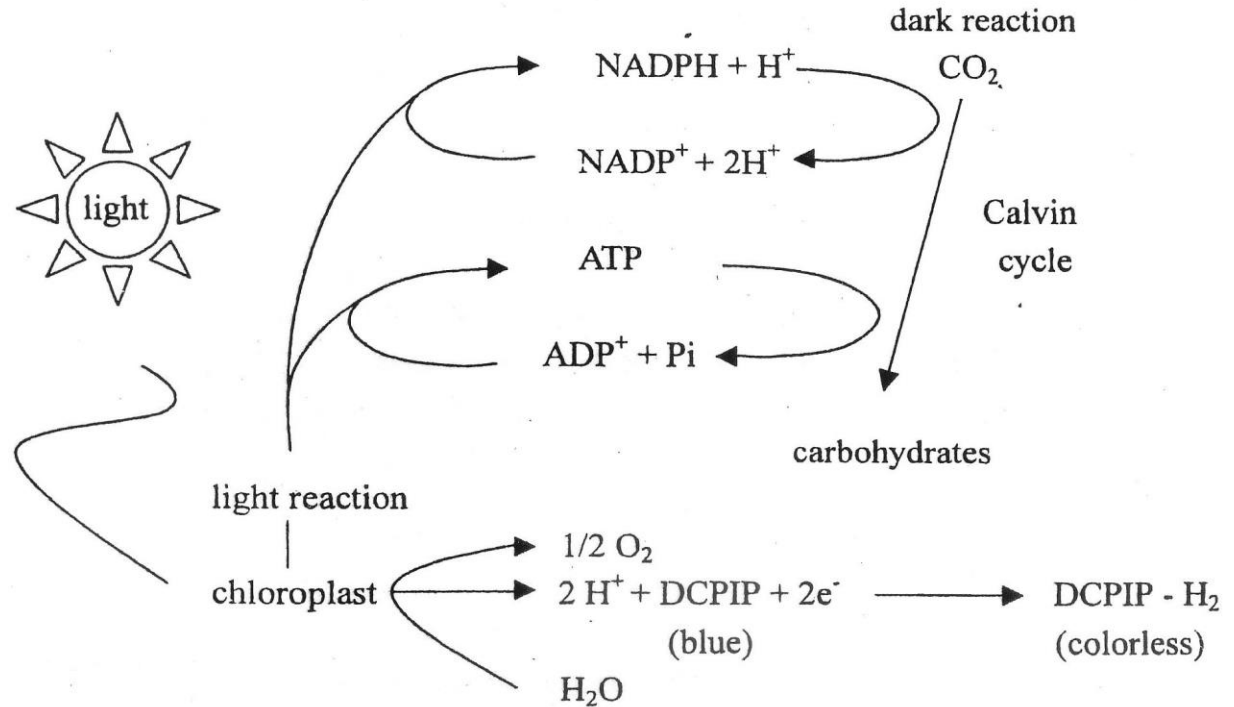 dark reaction
NADPH + H⁺
CO₂
NADP⁺ + 2H⁺
light
Calvin
cycle
ATP
ADP⁺ + Pi
carbohydrates
light reaction
1/2 O₂
chloroplast
2 H⁺ + DCPIP + 2e⁻
DCPIP - H₂
(blue)
(colorless)
H₂O